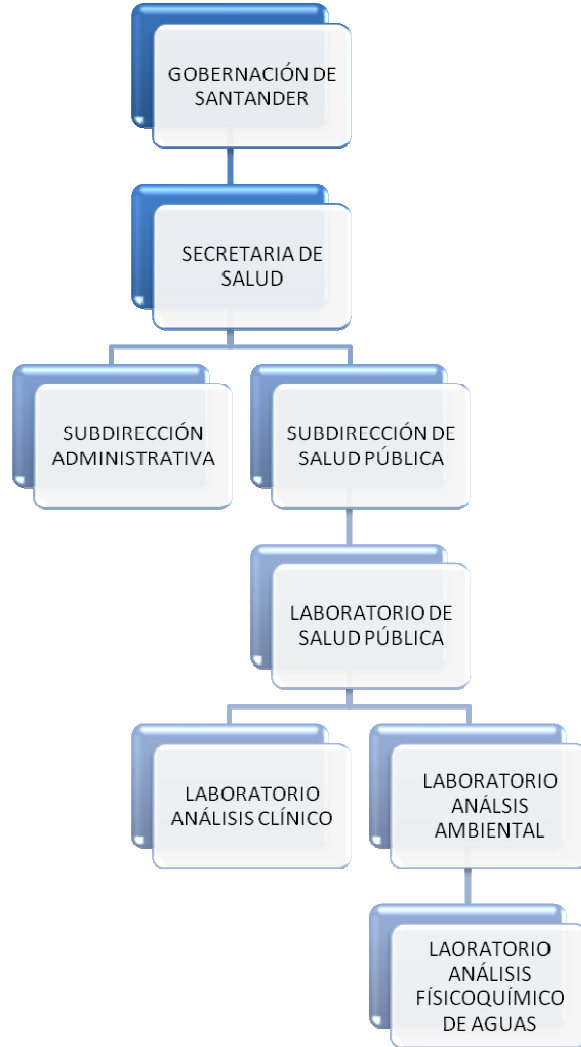 GOBERNACIÓN DE
SANTANDER
SECRETARIA DE
SALUD
SUBDIRECCIÓN
ADMINISTRATIVA
SUBDIRECCIÓN DE
SALUD PÚBLICA
LABORATORIO DE
SALUD PÚBLICA
LABORATORIO
ANÁLISIS CLÍNICO
LABORATORIO
ANÁLSIS
AMBIENTAL
LAORATORIO
ANÁLISIS
FÍSICOQUÍMICO
DE AGUAS